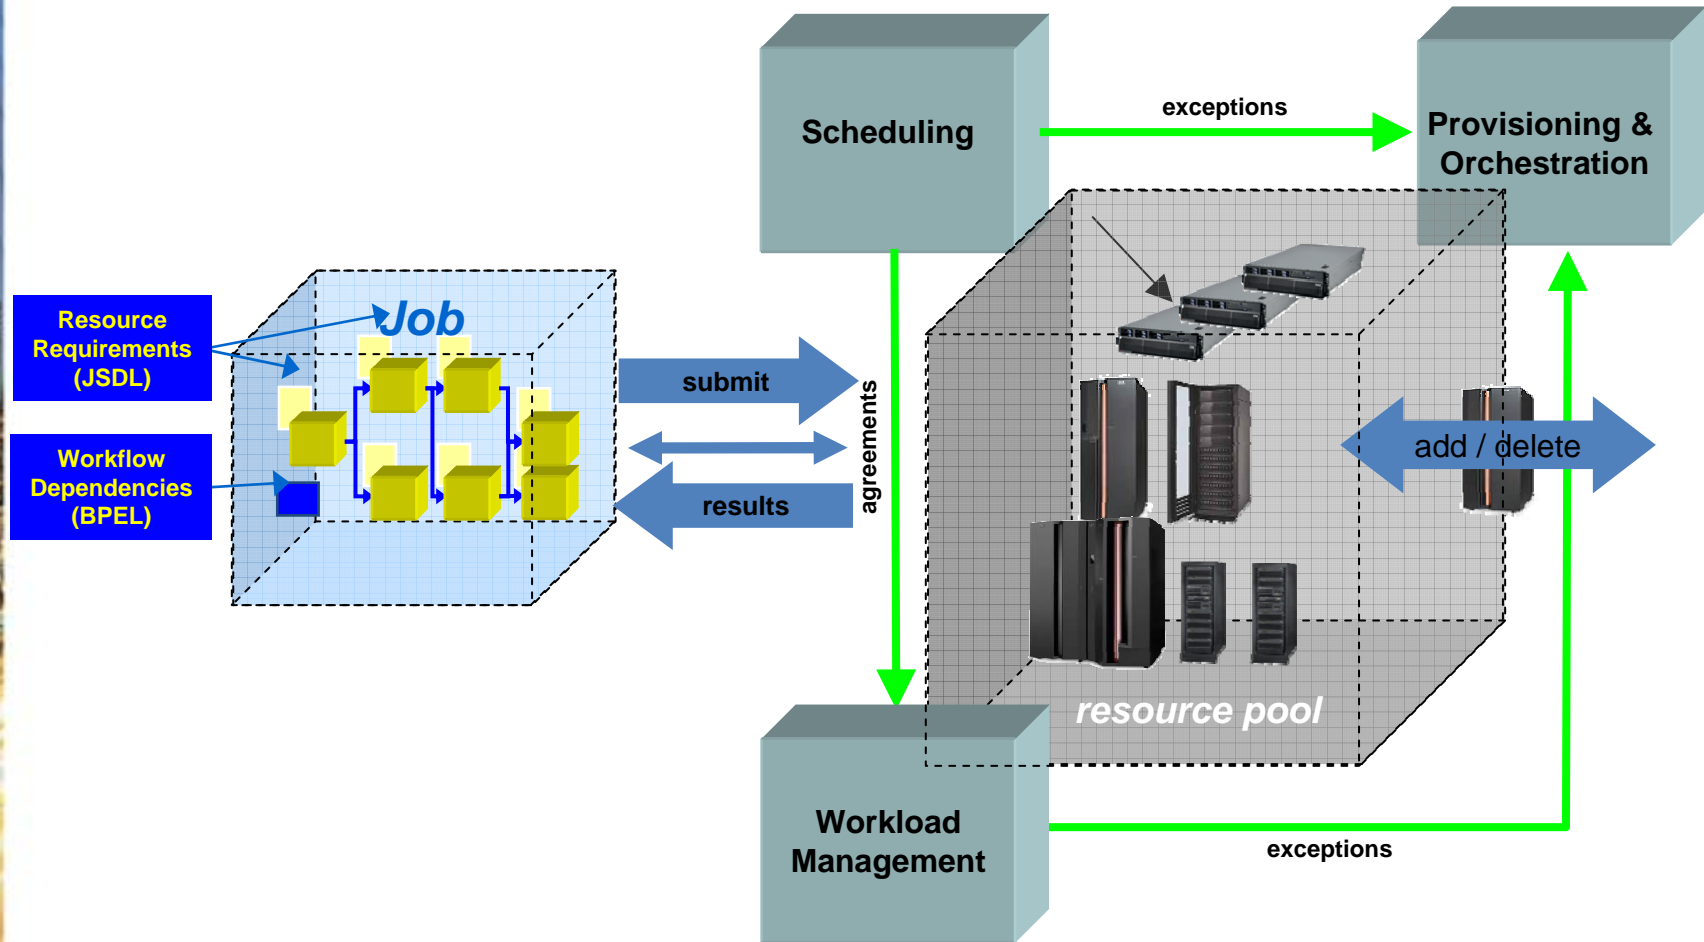 Scheduling
exceptions
Provisioning &
Orchestration
Resource
Requirements
(JSDL)
Job
Workflow
Dependencies
(BPEL)
submit
results
agreements
add / delete
resource pool
Workload
Management
exceptions